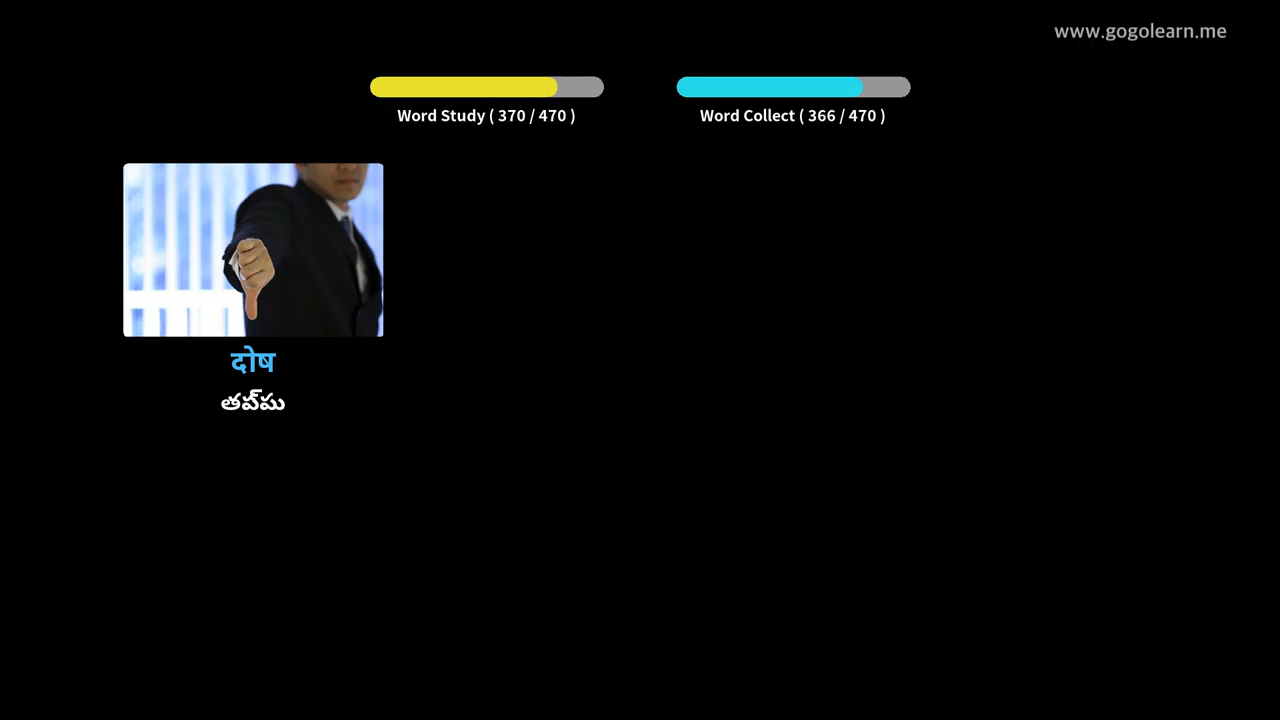 www.gogolearn.me
Word Study ( 370 / 470 )
Word Collect ( 366 / 470 )
दोष
తప్‌పు